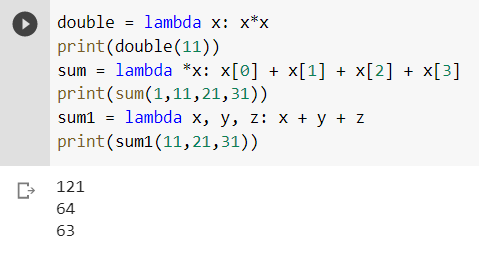 double = lambda x: x*x
print(double(11))
sum = lambda *x: x[0] + x[1] + x[2] + x[3]
print(sum(1,11,21,31))
sum1 = lambda x, y, z: x + y + z
print(sum1(11,21,31))
121
64
63